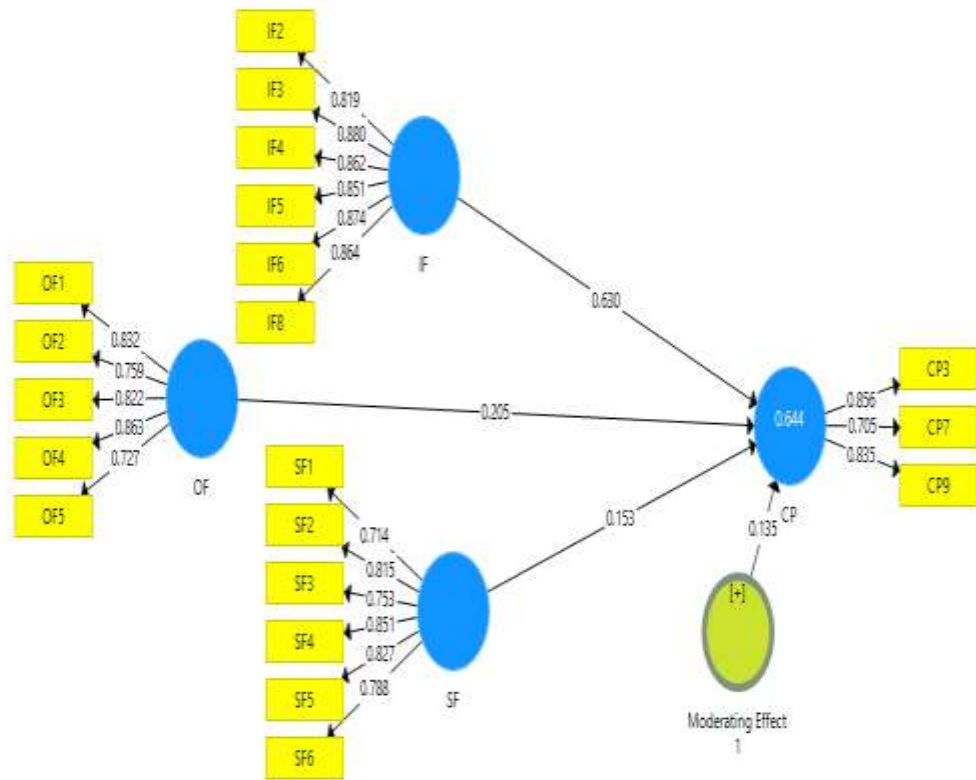 IF2
IF3
IF4
IF5
IF6
IF8
0.819
0.880
0.862
0.851
0.874
0.864
IF
0.630
OF1
OF2
OF3
OF4
OF5
0.832
0.759
0.822
0.863
0.727
OF
0.205
SF1
SF2
SF3
SF4
SF5
SF6
0.714
0.815
0.753
0.851
0.827
0.788
SF
0.153
0.644
CP
0.856
0.705
0.835
CP3
CP7
CP9
0.135
[+]
Moderating Effect
1